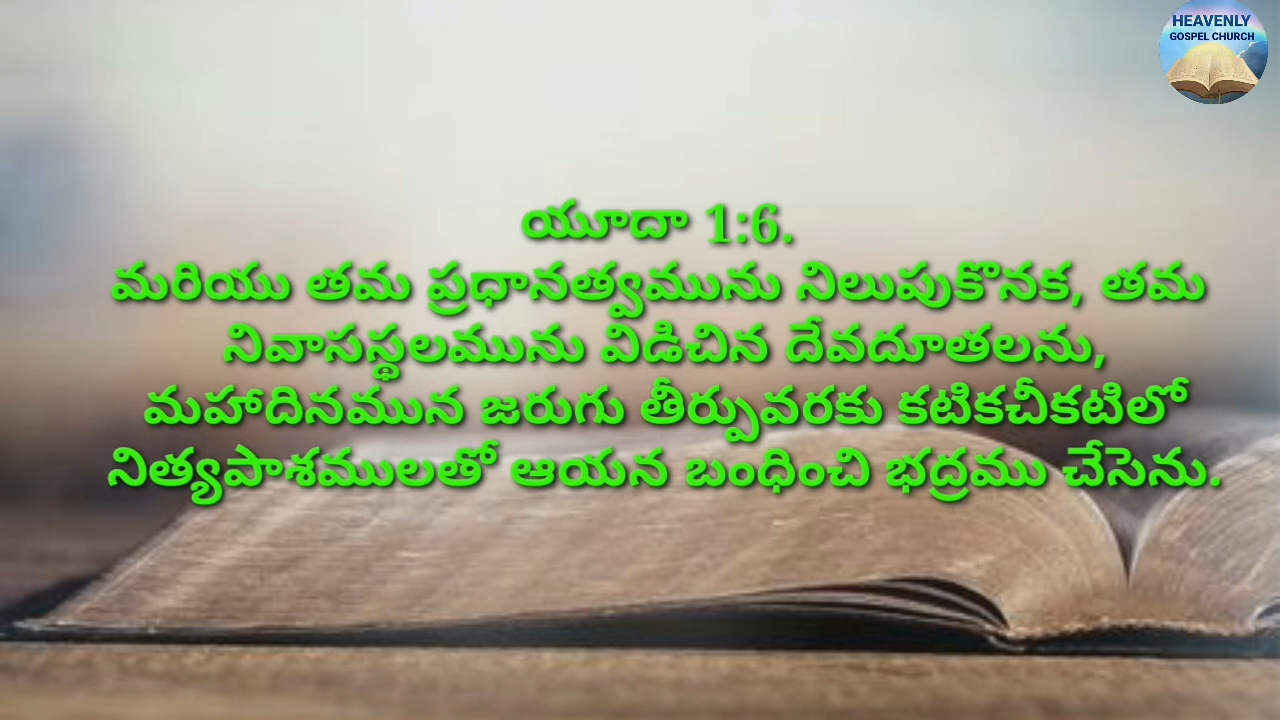 HEAVENLY
GOSPEL CHURCH
యూదా 1:6.
మరియు తమ ప్రధానత్వమును నిలుపుకొనక, తమ
నివాసస్థలమును విడిచిన దేవదూతలను,
మహాదినమున జరుగు తీర్పువరకు కటికచీకటిలో
నిత్యపాశములతో ఆయన బంధించి భద్రము చేసెను.